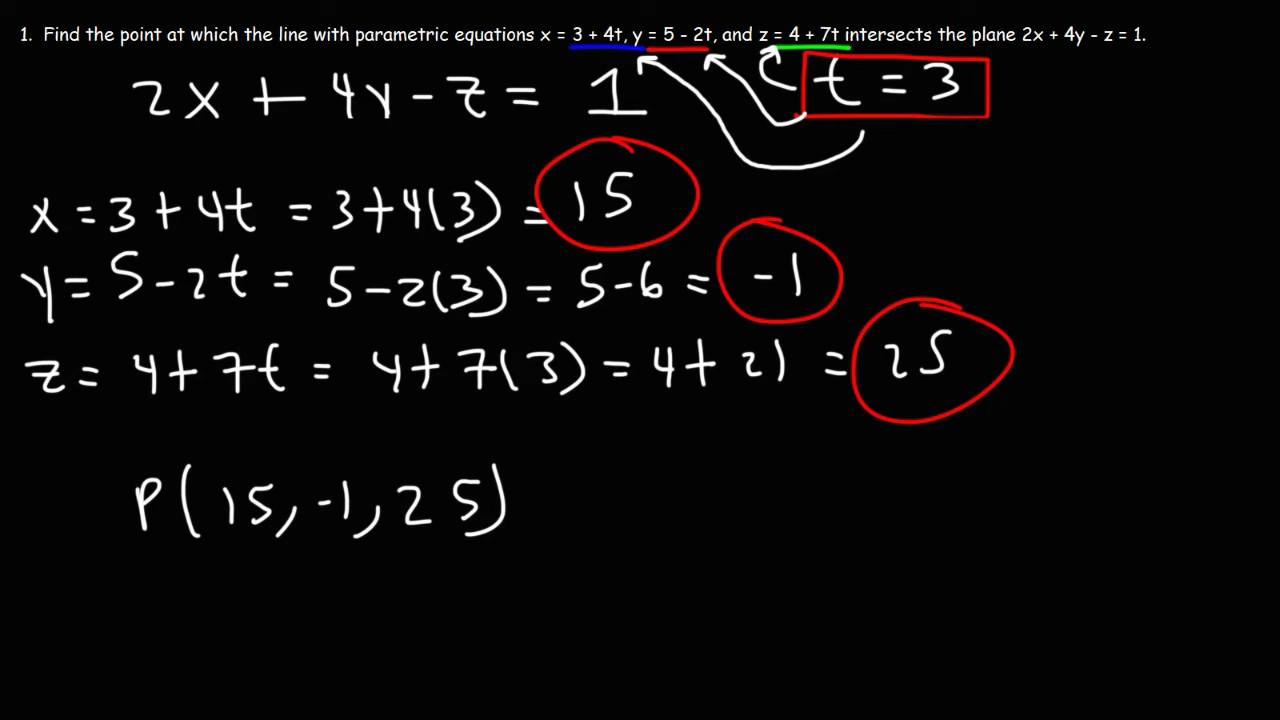 1. Find the point at which the line with parametric equations x = 3 + 4t, y = 5 - 2t, and z = 4 + 7t intersects the plane 2x + 4y - z = 1.
2x + 4y - z = 1 t = 3
x = 3 + 4t = 3 + 4(3) = 15
y = 5 - 2t = 5 - 2(3) = 5 - 6 = -1
z = 4 + 7t = 4 + 7(3) = 4 + 21 = 25
P(15, -1, 25)